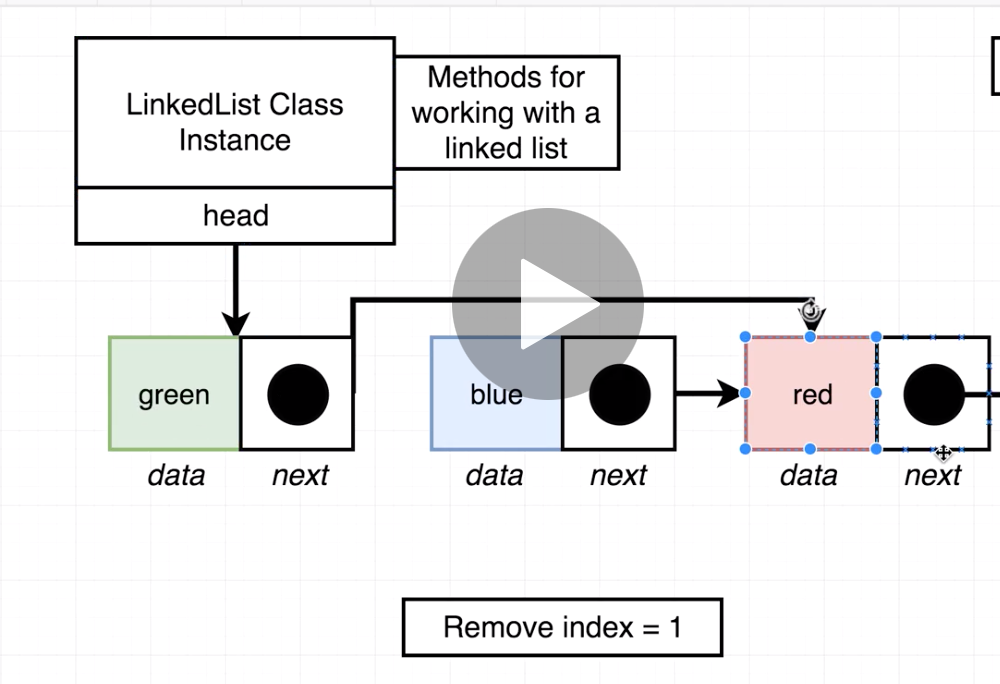 LinkedList Class
Instance
Methods for
working with a
linked list
head
green
blue
red
data
next
data
next
data
next
Remove index = 1